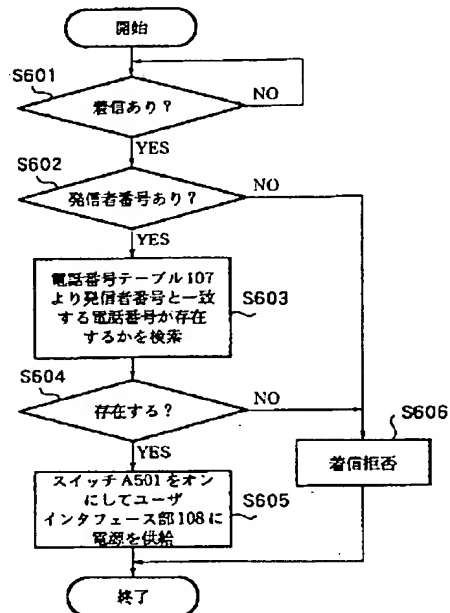 開始
S601
着信あり?
NO
YES
S602
発信者番号あり?
NO
YES
電話番号テーブル107
より発信者番号と一致
する電話番号が存在
するかを検索
S603
S604
存在する?
NO
YES
S606
着信拒否
スイッチA501をオン
にしてユーザ
インタフェース部108に
電源を供給
S605
終了